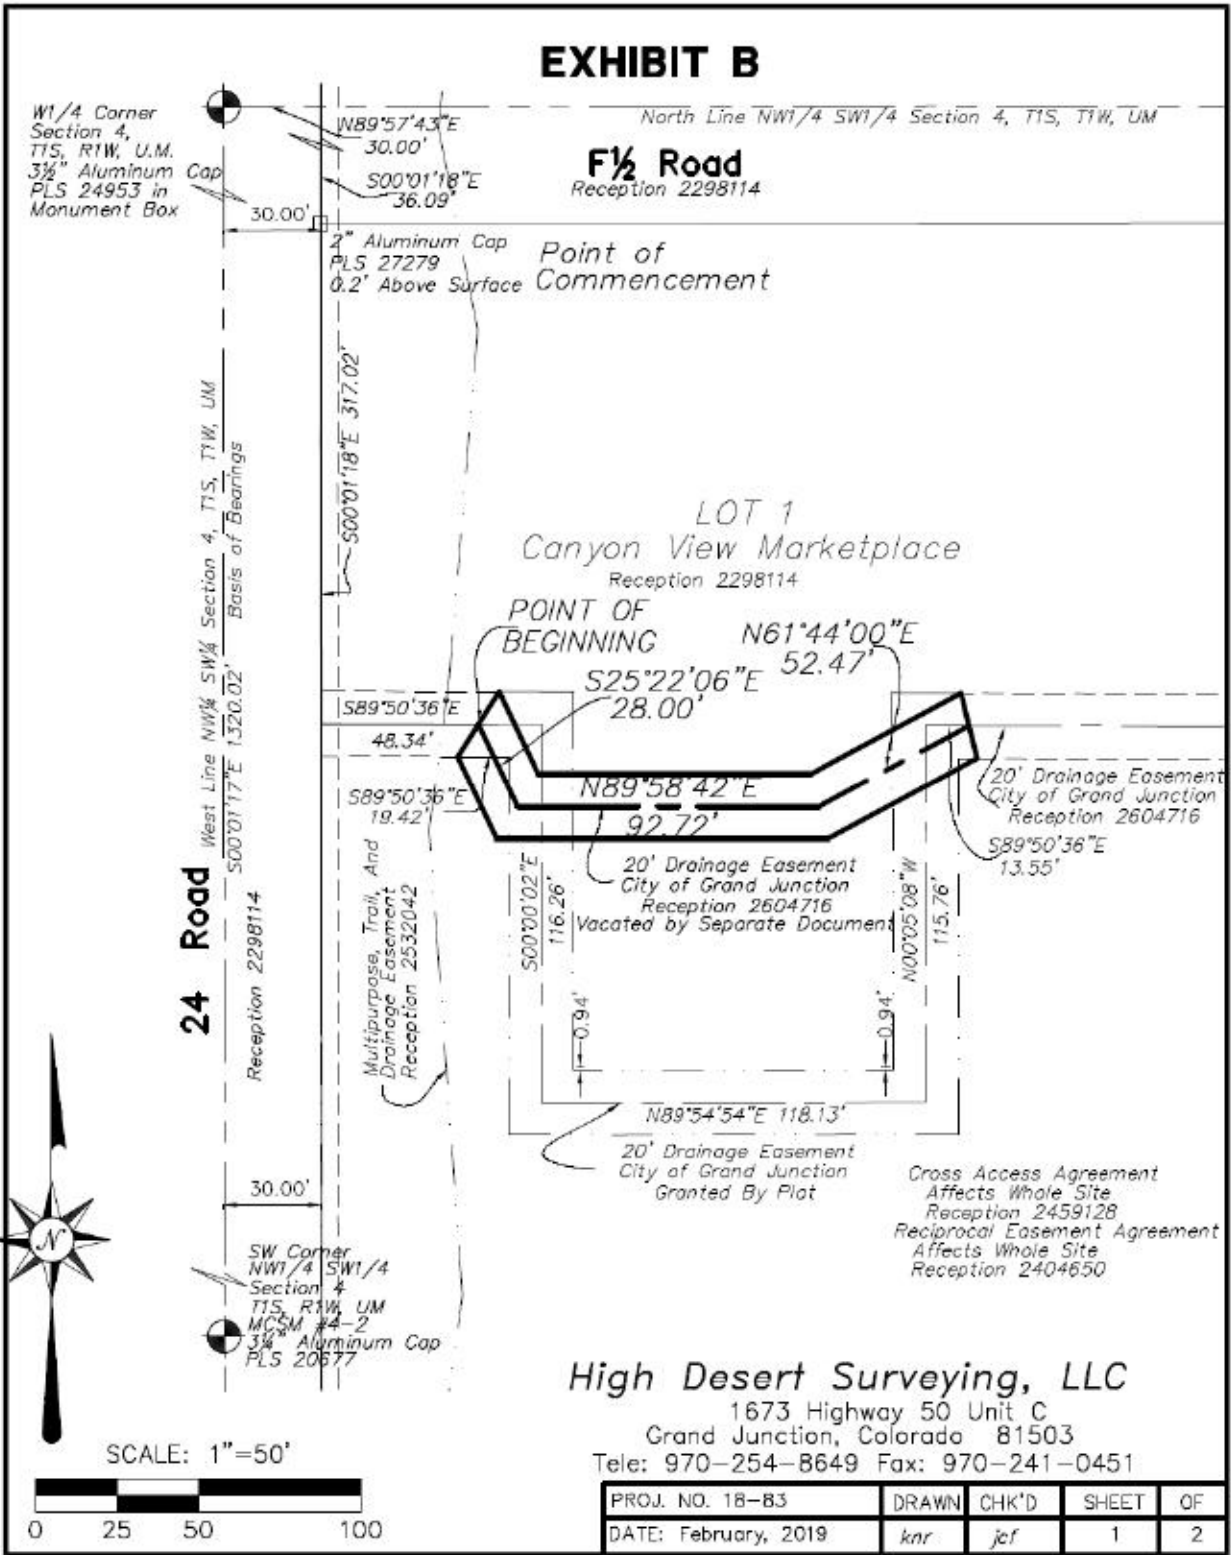 EXHIBIT B
W1/4 Corner
Section 4,
T1S, R1W, U.M.
3½" Aluminum Cap
PLS 24953 in
Monument Box
N89°57'43"E
30.00'
North Line NW1/4 SW1/4 Section 4, T1S, T1W, UM
F½ Road
Reception 2298114
S00°01'18"E
36.09'
30.00'
2" Aluminum Cap
PLS 27279
0.2' Above Surface
Point of
Commencement
S00°01'18"E 317.02'
West Line NW¼ SW¼ Section 4, T1S, T1W, UM
S00°01'17"E 1320.02' Basis of Bearings
LOT 1
Canyon View Marketplace
Reception 2298114
POINT OF
BEGINNING
N61°44'00"E
52.47'
S25°22'06"E
28.00'
S89°50'36"E
48.34'
S89°50'36"E
19.42'
N89°58'42"E
92.72'
20' Drainage Easement
City of Grand Junction
Reception 2604716
S89°50'36"E
13.55'
20' Drainage Easement
City of Grand Junction
Reception 2604716
Vacated by Separate Document
24 Road
Reception 2298114
Multipurpose, Trail, And
Drainage Easement
Reception 2532042
S00°00'02"E
116.26'
N00°05'08"W
115.76'
0.94'
0.94'
N89°54'54"E 118.13'
20' Drainage Easement
City of Grand Junction
Granted By Plat
Cross Access Agreement
Affects Whole Site
Reception 2459128
Reciprocal Easement Agreement
Affects Whole Site
Reception 2404650
30.00'
N
SW Corner
NW1/4 SW1/4
Section 4
T1S, R1W, UM
MCSM #4-2
3¼" Aluminum Cap
PLS 20677
High Desert Surveying, LLC
1673 Highway 50 Unit C
Grand Junction, Colorado 81503
Tele: 970-254-8649 Fax: 970-241-0451
SCALE: 1"=50'
0 25 50 100
PROJ. NO. 18-83 DRAWN CHK'D SHEET OF
DATE: February, 2019 knr jcf 1 2